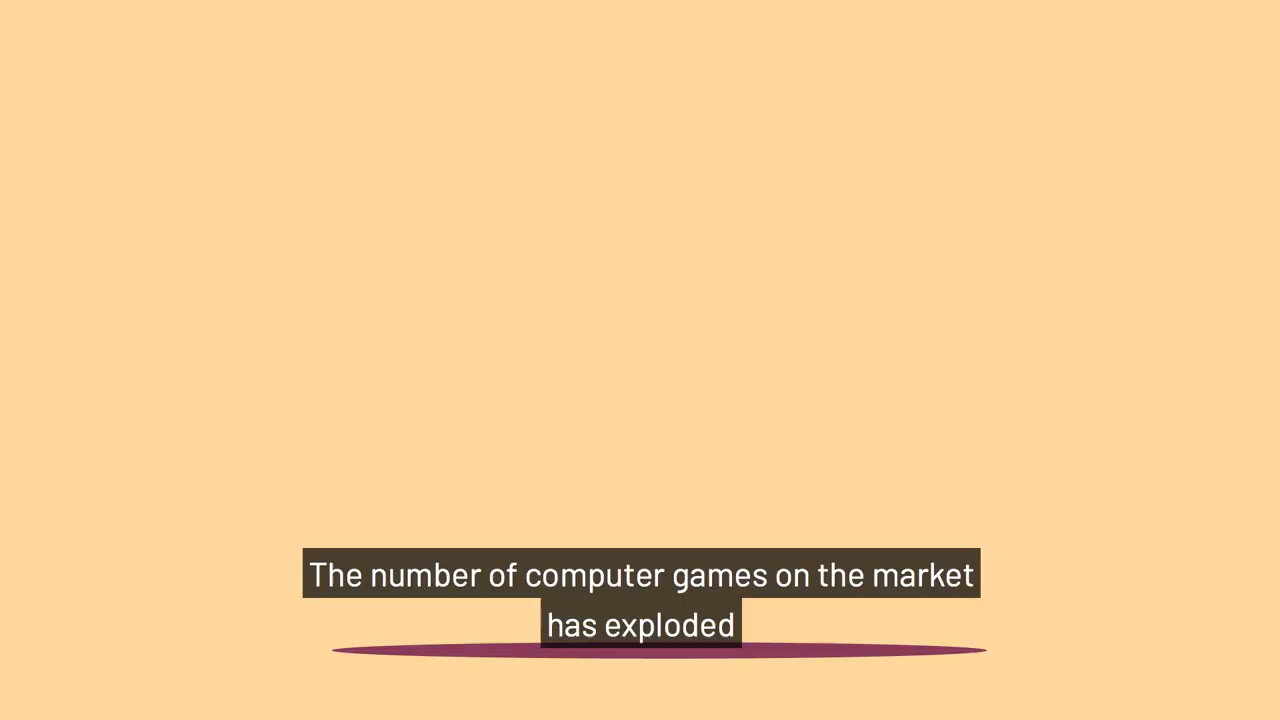 The number of computer games on the market
has exploded